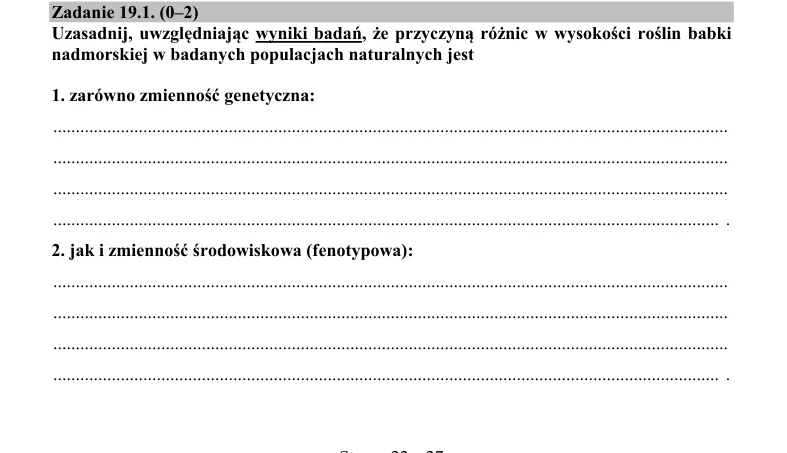 Zadanie 19.1. (0–2)
Uzasadnij, uwzględniając wyniki badań, że przyczyną różnic w wysokości roślin babki
nadmorskiej w badanych populacjach naturalnych jest
1. zarówno zmienność genetyczna:
2. jak i zmienność środowiskowa (fenotypowa):